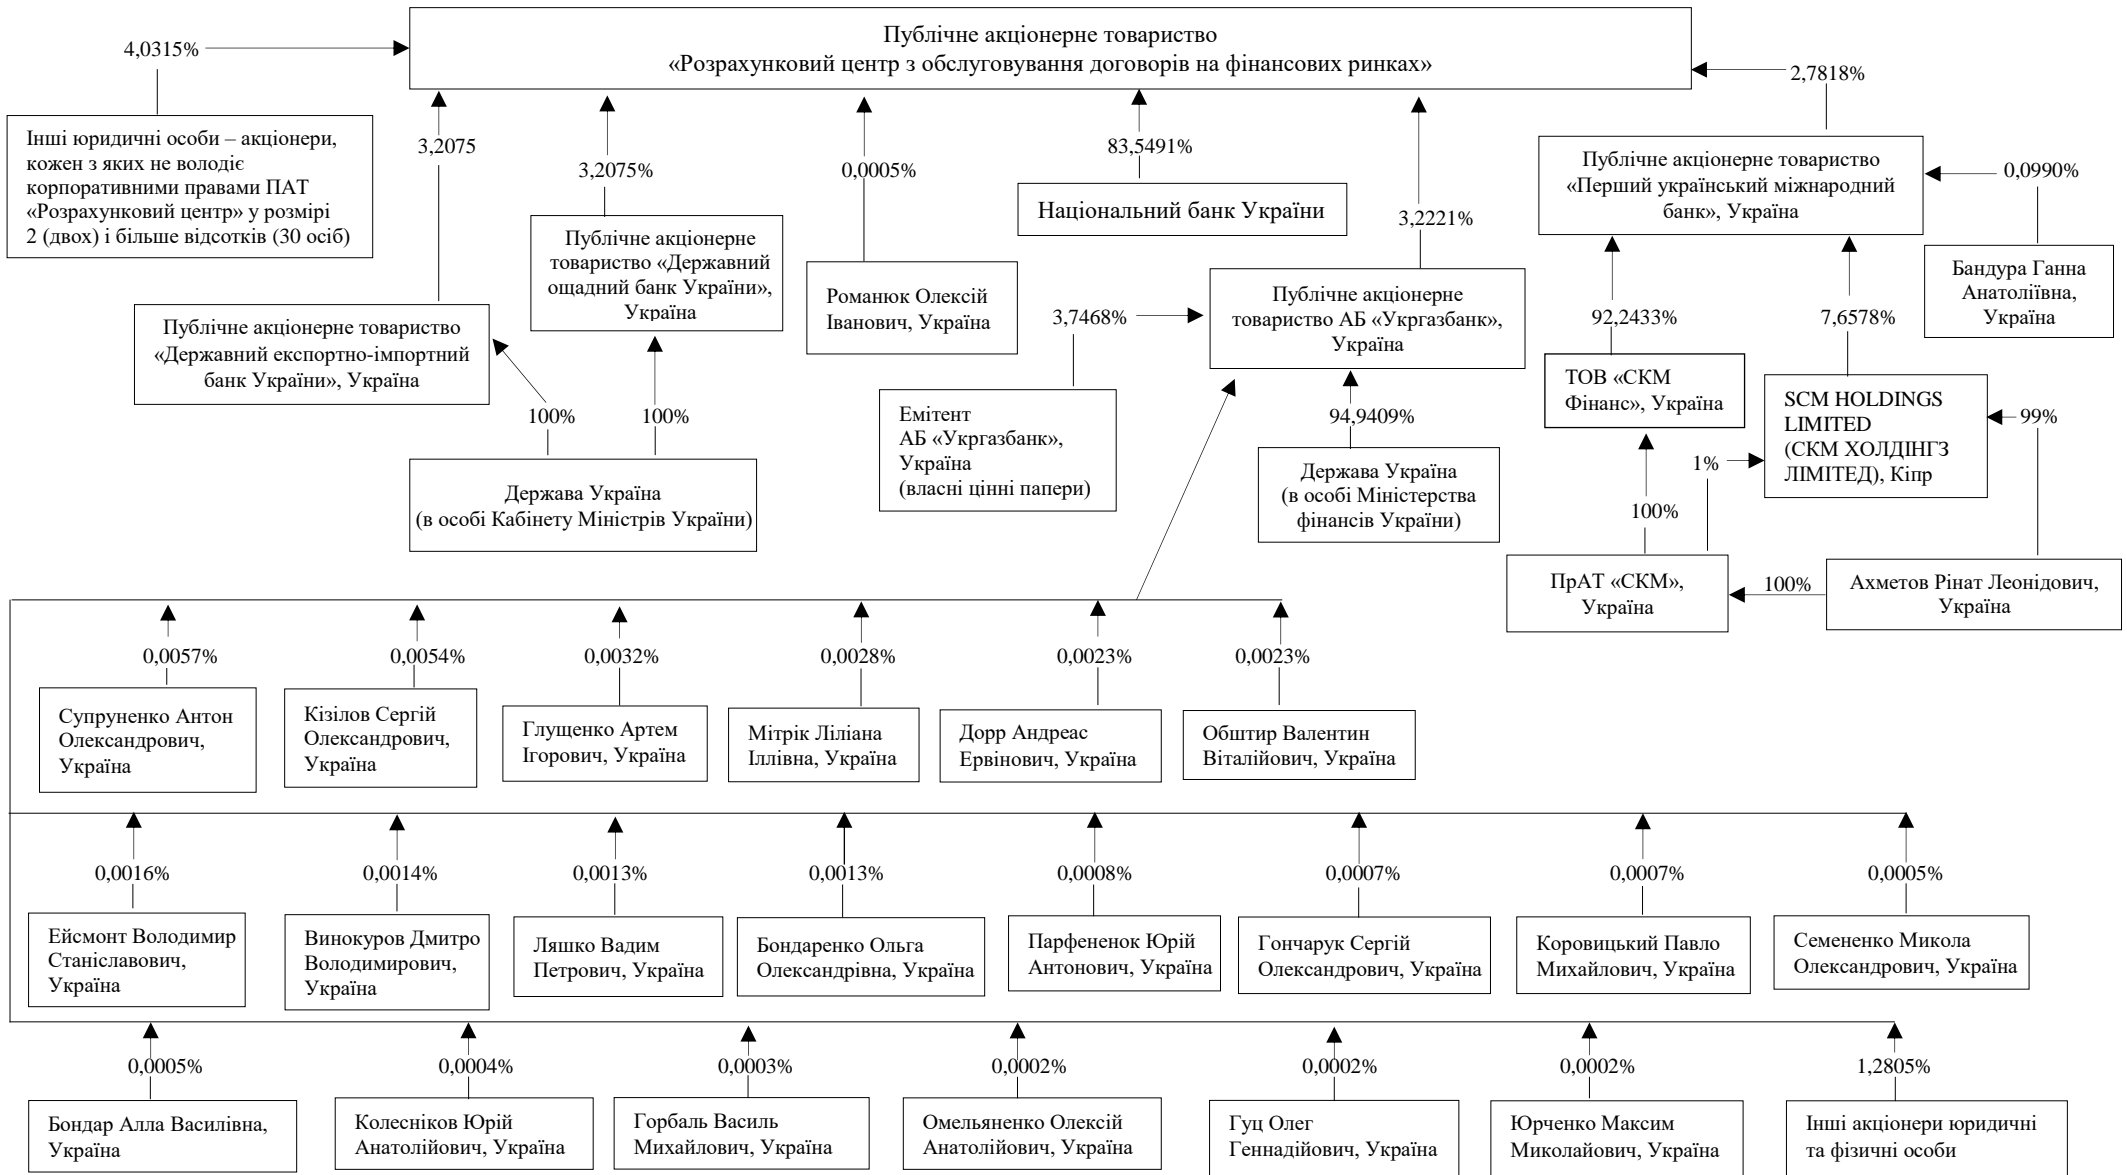 Публічне акціонерне товариство
«Розрахунковий центр з обслуговування договорів на фінансових ринках»
4,0315%
2,7818%
Інші юридичні особи – акціонери,
кожен з яких не володіє
корпоративними правами ПАТ
«Розрахунковий центр» у розмірі
2 (двох) і більше відсотків (30 осіб)
3,2075
3,2075%
0,0005%
83,5491%
3,2221%
Національний банк України
Публічне акціонерне товариство
«Перший український міжнародний
банк», Україна
0,0990%
Бандура Ганна
Анатоліївна,
Україна
Публічне акціонерне
товариство «Державний
ощадний банк України»,
Україна
Романюк Олексій
Іванович, Україна
Публічне акціонерне
товариство АБ «Укргазбанк»,
Україна
3,7468%
92,2433%
7,6578%
Публічне акціонерне товариство
«Державний експортно-імпортний
банк України», Україна
ТОВ «СКМ
Фінанс», Україна
SCM HOLDINGS
LIMITED
(СКМ ХОЛДІНГЗ
ЛІМІТЕД), Кіпр
99%
100%
100%
Емітент
АБ «Укргазбанк»,
Україна
(власні цінні папери)
94,9409%
1%
Держава Україна
(в особі Кабінету Міністрів України)
Держава Україна
(в особі Міністерства
фінансів України)
100%
ПрАТ «СКМ»,
Україна
100%
Ахметов Рінат Леонідович,
Україна
0,0057%
0,0054%
0,0032%
0,0028%
0,0023%
0,0023%
Супруненко Антон
Олександрович,
Україна
Кізілов Сергій
Олександрович,
Україна
Глущенко Артем
Ігорович, Україна
Мітрік Ліліана
Іллівна, Україна
Дорр Андреас
Ервінович, Україна
Обштир Валентин
Віталійович, Україна
0,0016%
0,0014%
0,0013%
0,0013%
0,0008%
0,0007%
0,0007%
0,0005%
Ейсмонт Володимир
Станіславович,
Україна
Винокуров Дмитро
Володимирович,
Україна
Ляшко Вадим
Петрович, Україна
Бондаренко Ольга
Олександрівна, Україна
Парфененок Юрій
Антонович, Україна
Гончарук Сергій
Олександрович, Україна
Коровицький Павло
Михайлович, Україна
Семененко Микола
Олександрович, Україна
0,0005%
0,0004%
0,0003%
0,0002%
0,0002%
0,0002%
1,2805%
Бондар Алла Василівна,
Україна
Колесніков Юрій
Анатолійович, Україна
Горбаль Василь
Михайлович, Україна
Омельяненко Олексій
Анатолійович, Україна
Гуц Олег
Геннадійович, Україна
Юрченко Максим
Миколайович, Україна
Інші акціонери юридичні
та фізичні особи